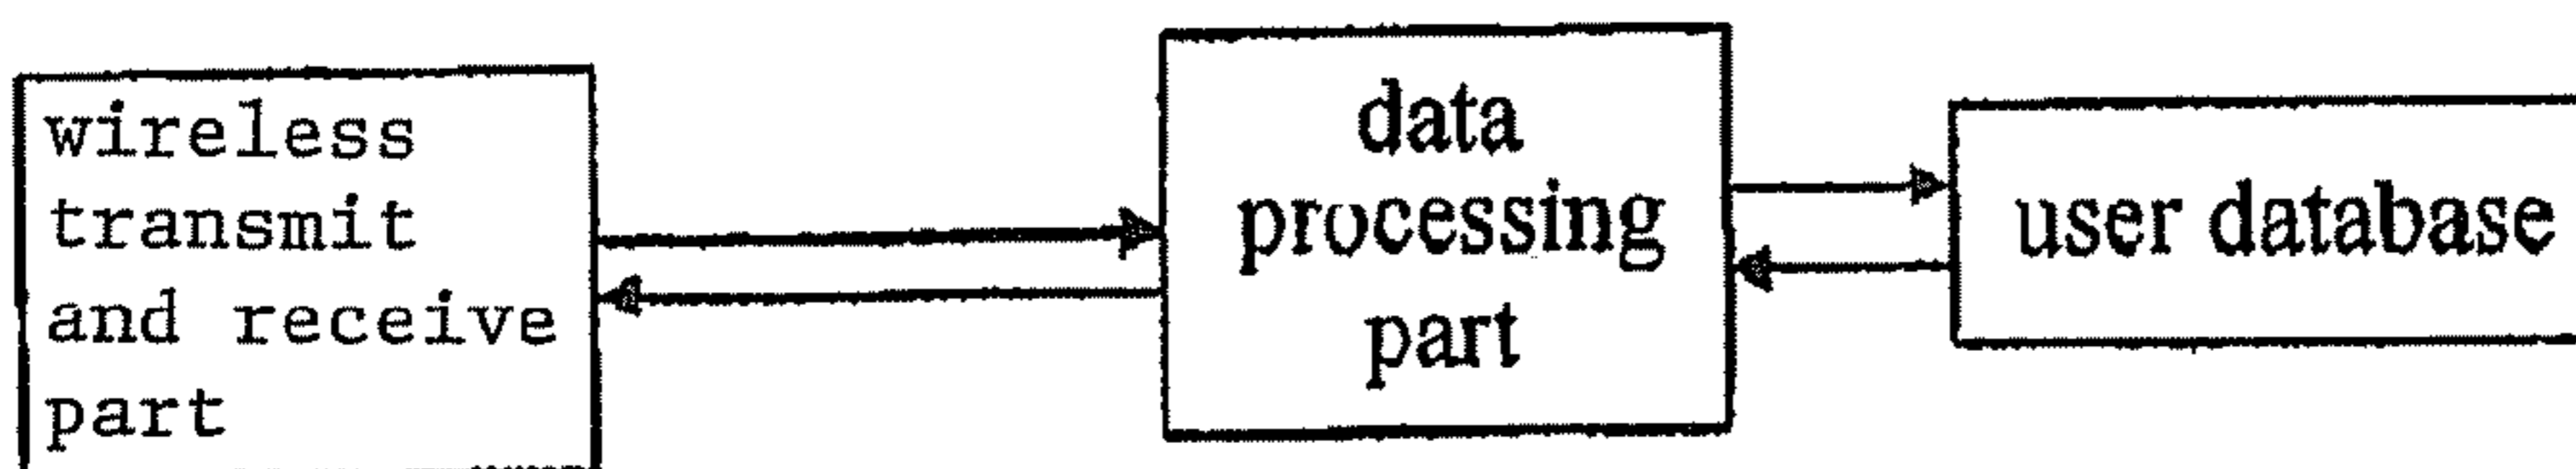 wireless
transmit
and receive
part
data
processing
part
user database